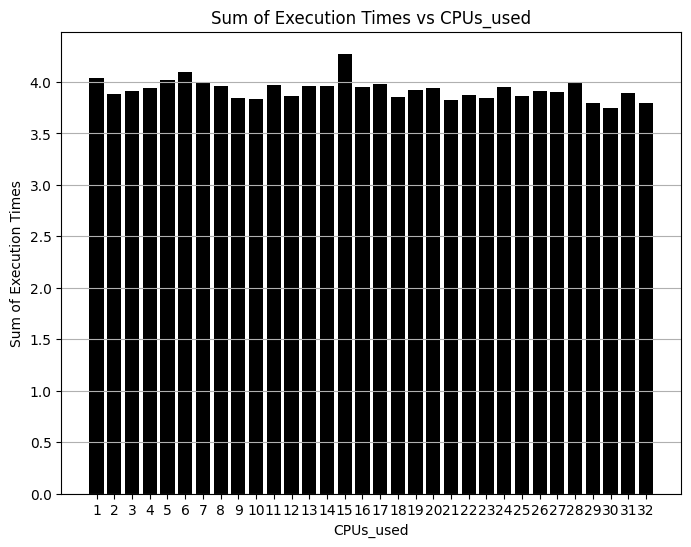 Sum of Execution Times vs CPUs_used
Sum of Execution Times
4.0
3.5
3.0
2.5
2.0
1.5
1.0
0.5
0.0
1 2 3 4 5 6 7 8 9 10 11 12 13 14 15 16 17 18 19 20 21 22 23 24 25 26 27 28 29 30 31 32
CPUs_used